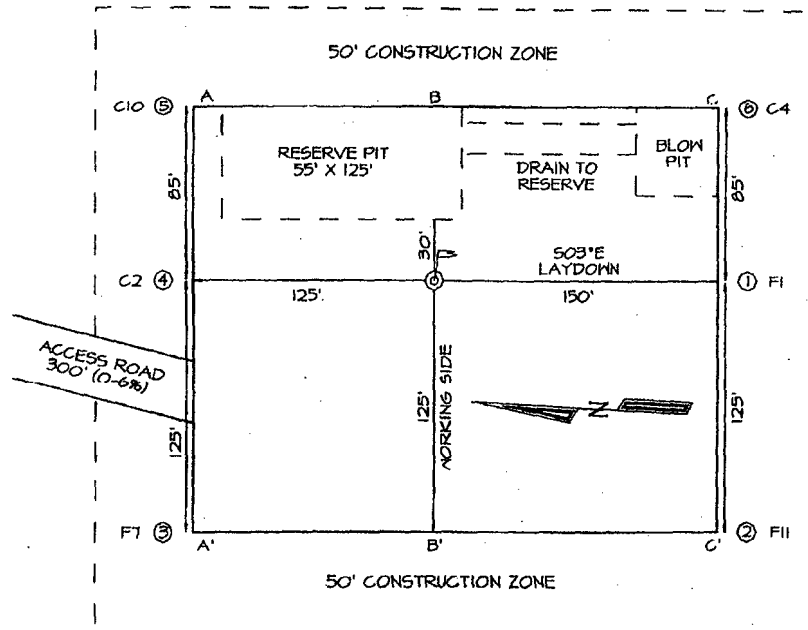 50' CONSTRUCTION ZONE
A
B
C
C10 ⑤
⑥ C4
RESERVE PIT
55' X 125'
DRAIN TO
RESERVE
BLOW
PIT
85'
85'
30'
S03°E
LAYDOWN
C2 ④
① F1
125'
150'
ACCESS ROAD
300' (0-6%)
125'
125'
WORKING SIDE
N
125'
F7 ③
② F11
A'
B'
C'
50' CONSTRUCTION ZONE